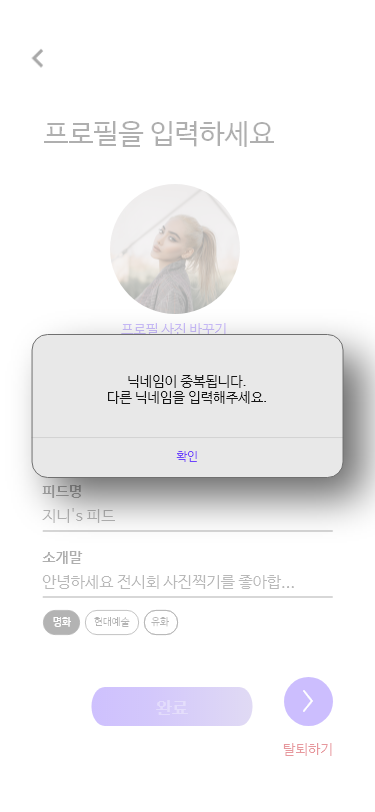 프로필을 입력하세요
프로필 사진 바꾸기
닉네임이 중복됩니다.
다른 닉네임을 입력해주세요.
확인
피드명
지니's 피드
소개말
안녕하세요 전시회 사진찍기를 좋아합...
명화 현대예술 유화
완료
탈퇴하기